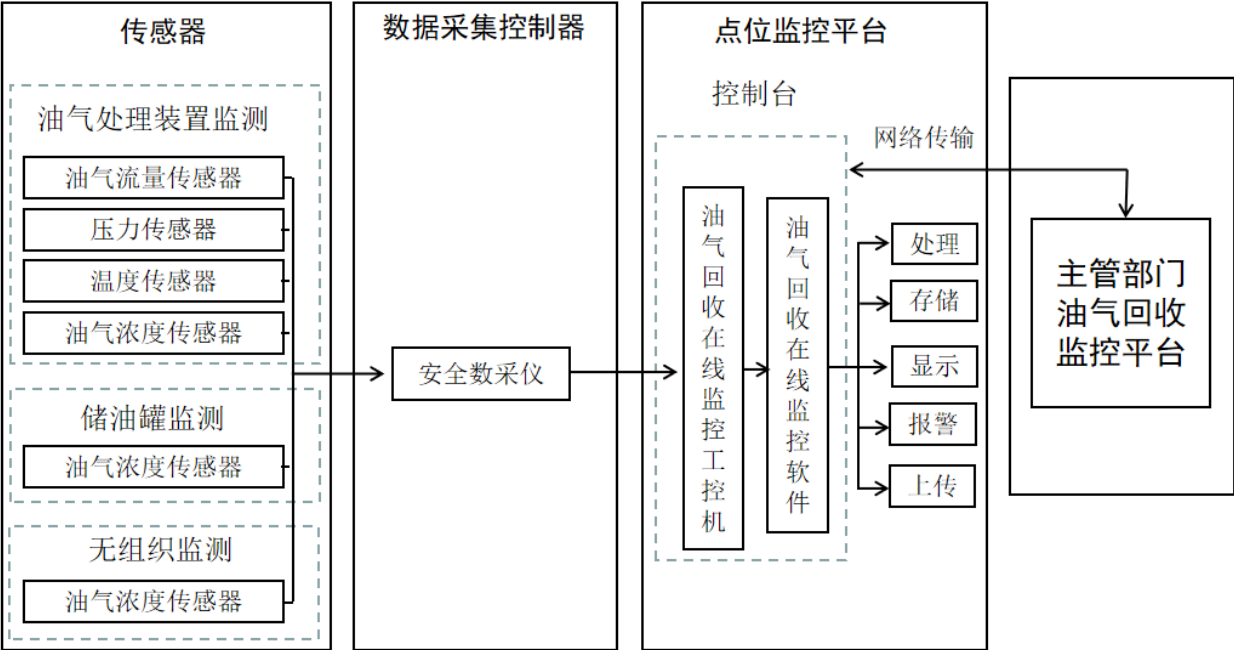 传感器
油气处理装置监测
油气流量传感器
压力传感器
温度传感器
油气浓度传感器
储油罐监测
油气浓度传感器
无组织监测
油气浓度传感器
数据采集控制器
安全数采仪
点位监控平台
控制台
油气回收在线监控工控机
油气回收在线监控软件
网络传输
处理
存储
显示
报警
上传
主管部门
油气回收
监控平台